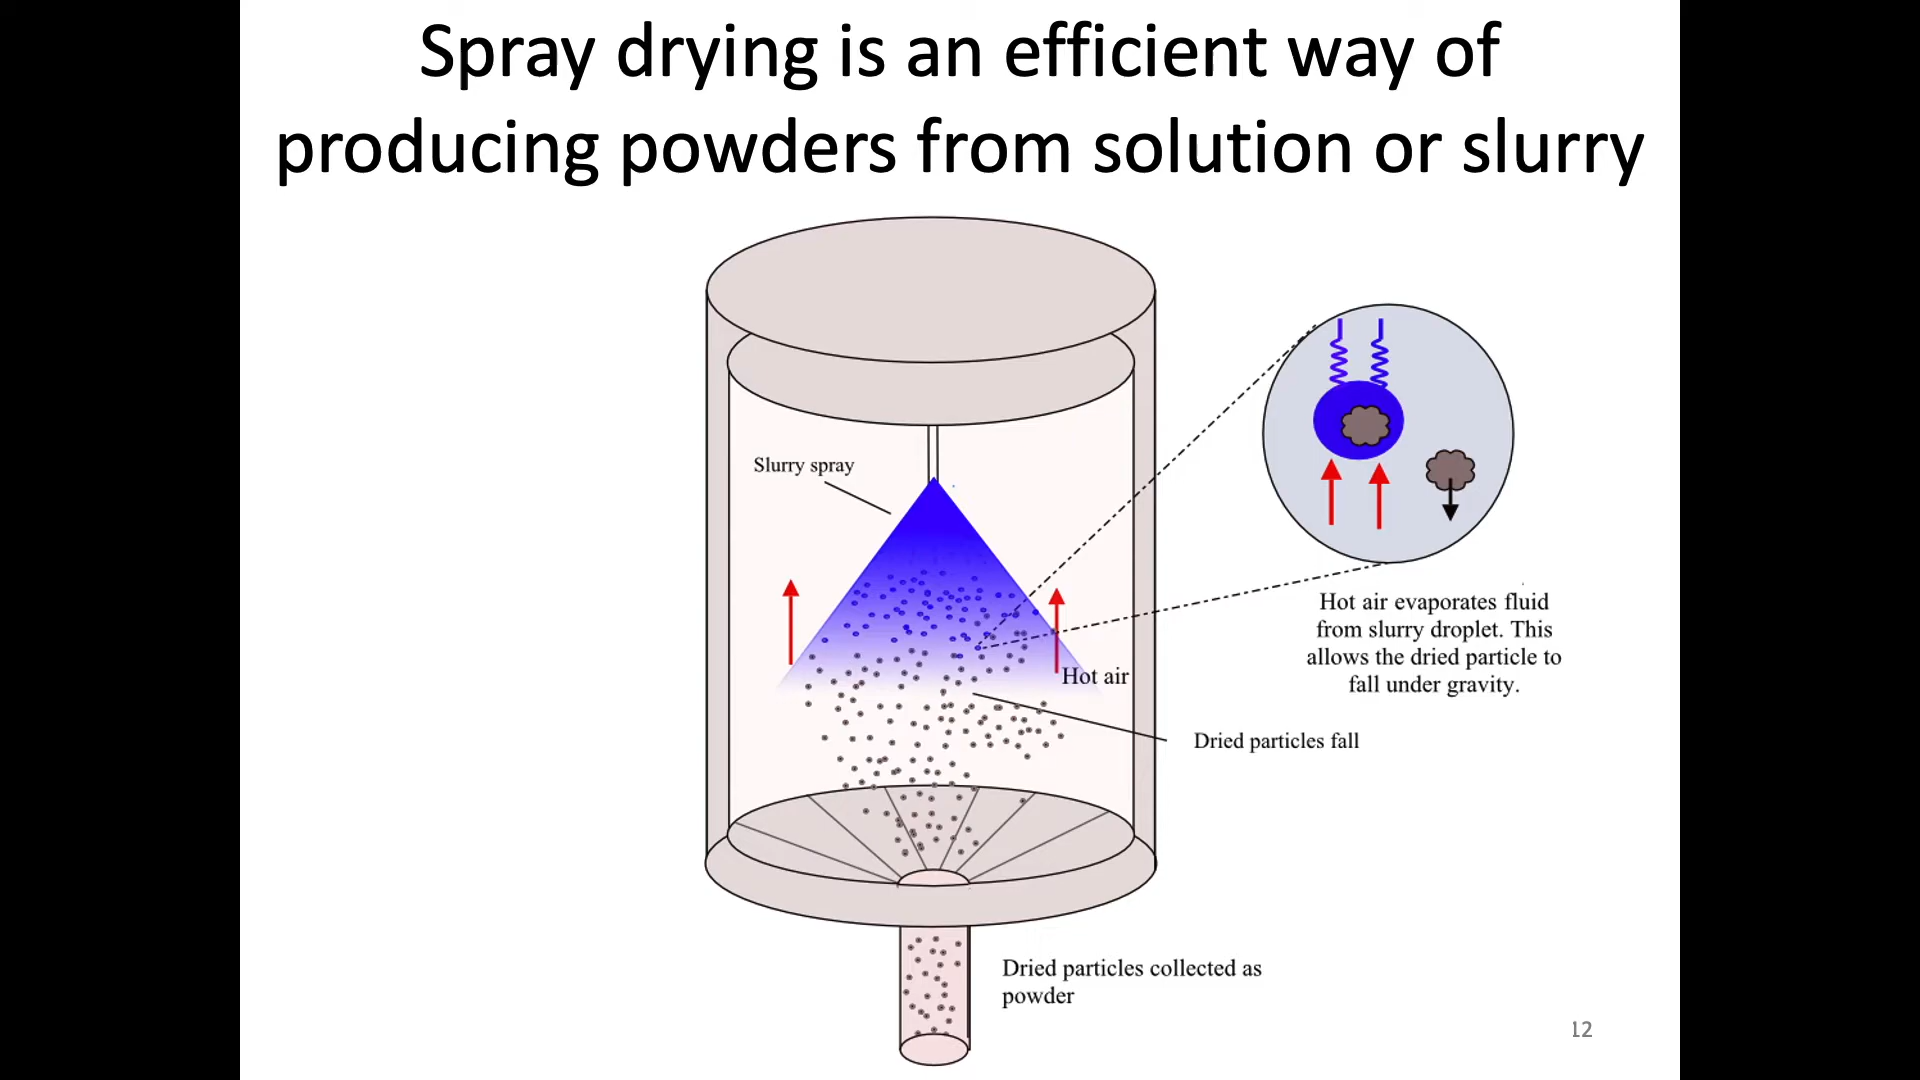 Spray drying is an efficient way of
producing powders from solution or slurry
Slurry spray
Hot air
Hot air evaporates fluid
from slurry droplet. This
allows the dried particle to
fall under gravity.
Dried particles fall
Dried particles collected as
powder
12